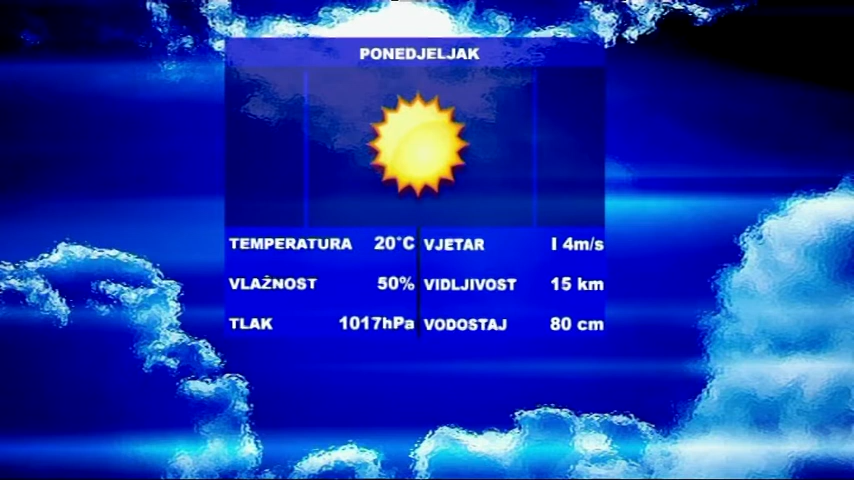 PONEDJELJAK
TEMPERATURA 20°C VJETAR I 4m/s
VLAŽNOST 50% VIDLJIVOST 15 km
TLAK 1017hPa VODOSTAJ 80 cm